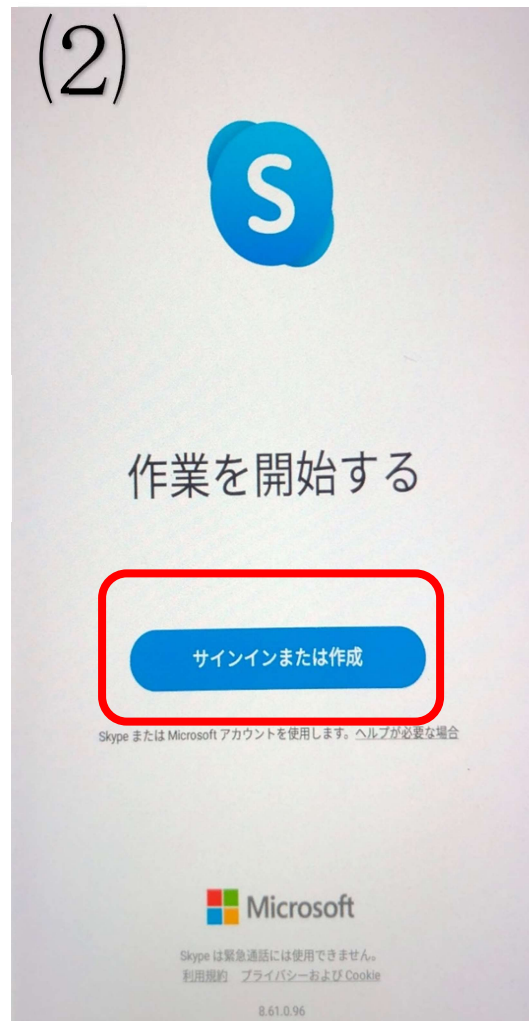 (2)
S
作業を開始する
サインインまたは作成
Skype または Microsoft アカウントを使用します。ヘルプが必要な場合
Microsoft
Skype は緊急通話には使用できません。
利用規約 プライバシーおよび Cookie
8.61.0.96